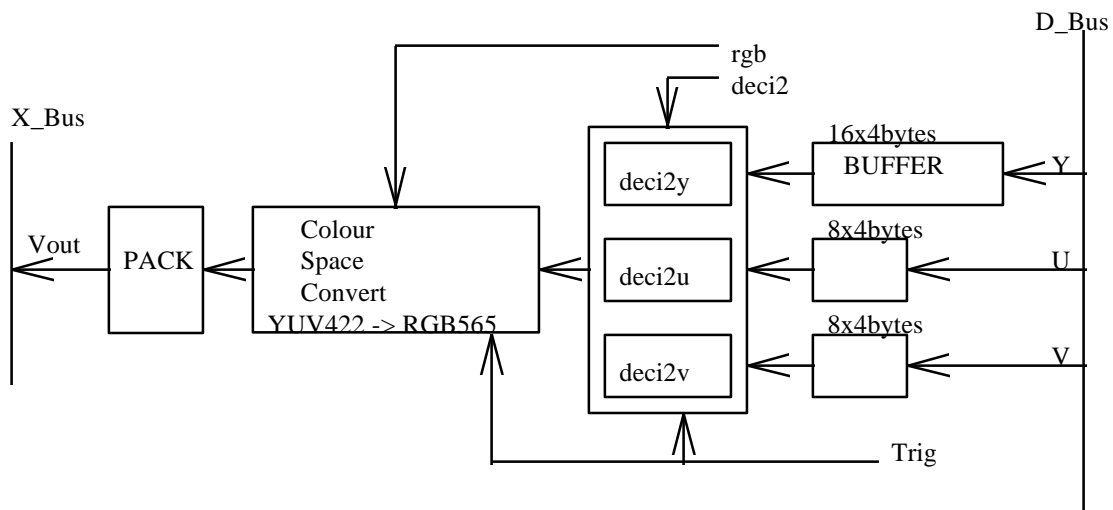 D_Bus
rgb
deci2
X_Bus
16x4bytes
BUFFER
Y
deci2y
Colour
Space
Convert
YUV422 -> RGB565
Vout
PACK
8x4bytes
U
deci2u
8x4bytes
V
deci2v
Trig